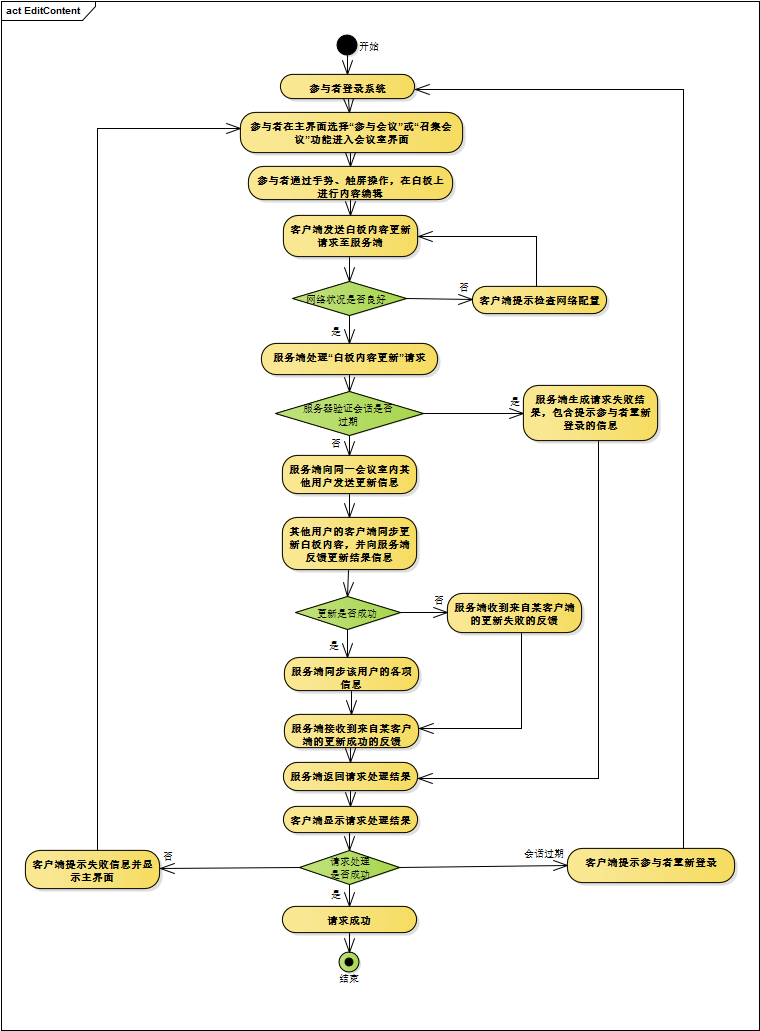 act EditContent
开始
参与者登录系统
参与者在主界面选择“参与会议”或“召集会
议”功能进入会议室界面
参与者通过手势、触屏操作，在白板上
进行内容编辑
客户端发送白板内容更新
请求至服务端
网络状况是否良好
否
客户端提示检查网络配置
是
服务端处理“白板内容更新”请求
服务器验证会话是否
过期
是
服务端生成请求失败结
果，包含提示参与者重新
登录的信息
否
服务端向同一会议室内其
他用户发送更新信息
其他用户的客户端同步更
新白板内容，并向服务端
反馈更新结果信息
更新是否成功
否
服务端收到来自某客户端
的更新失败的反馈
是
服务端同步该用户的各项
信息
服务端接收到来自某客户
端的更新成功的反馈
服务端返回请求处理结果
客户端显示请求处理结果
请求处理
是否成功
否
客户端提示失败信息并显
示主界面
会话过期
客户端提示参与者重新登录
是
请求成功
结束